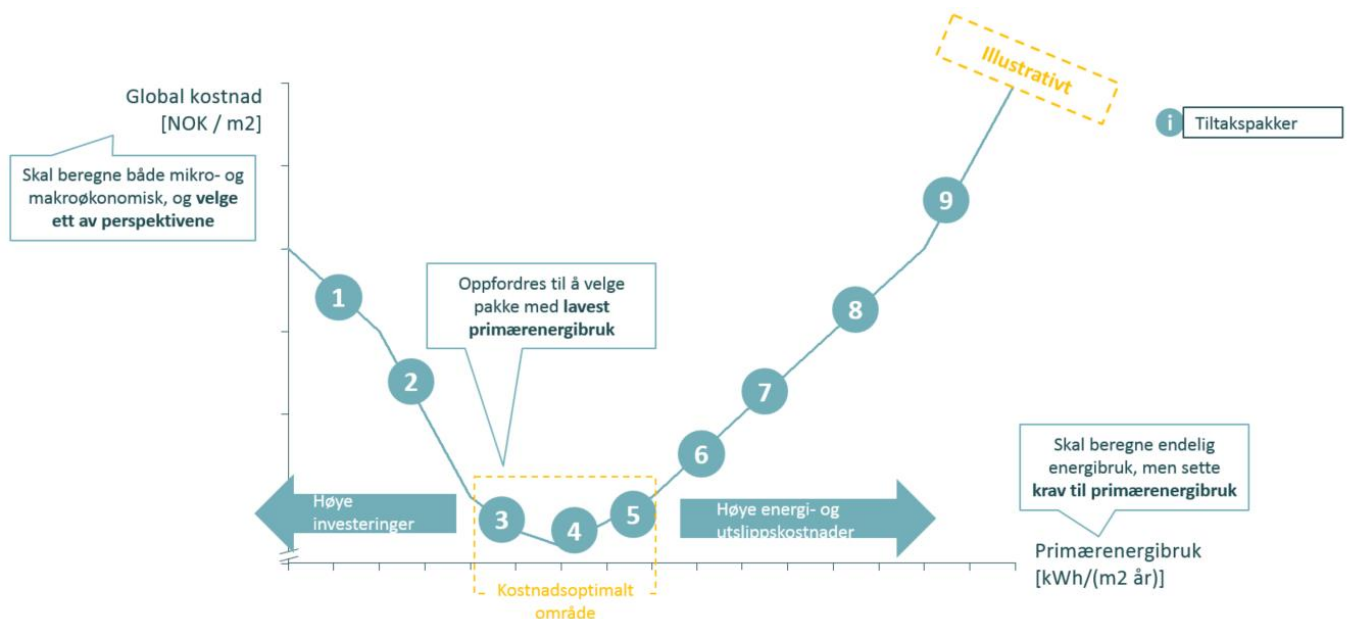 Illustrativt
Global kostnad
[NOK / m2]
i Tiltakspakker
Skal beregne både mikro- og
makroøkonomisk, og velge
ett av perspektivene
9
1
Oppfordres til å velge
pakke med lavest
primærenergibruk
8
2
7
6
Skal beregne endelig
energibruk, men sette
krav til primærenergibruk
Høye
investeringer
3
4
5
Høye energi- og
utslippskostnader
Primærenergibruk
[kWh/(m2 år)]
Kostnadsoptimalt
område